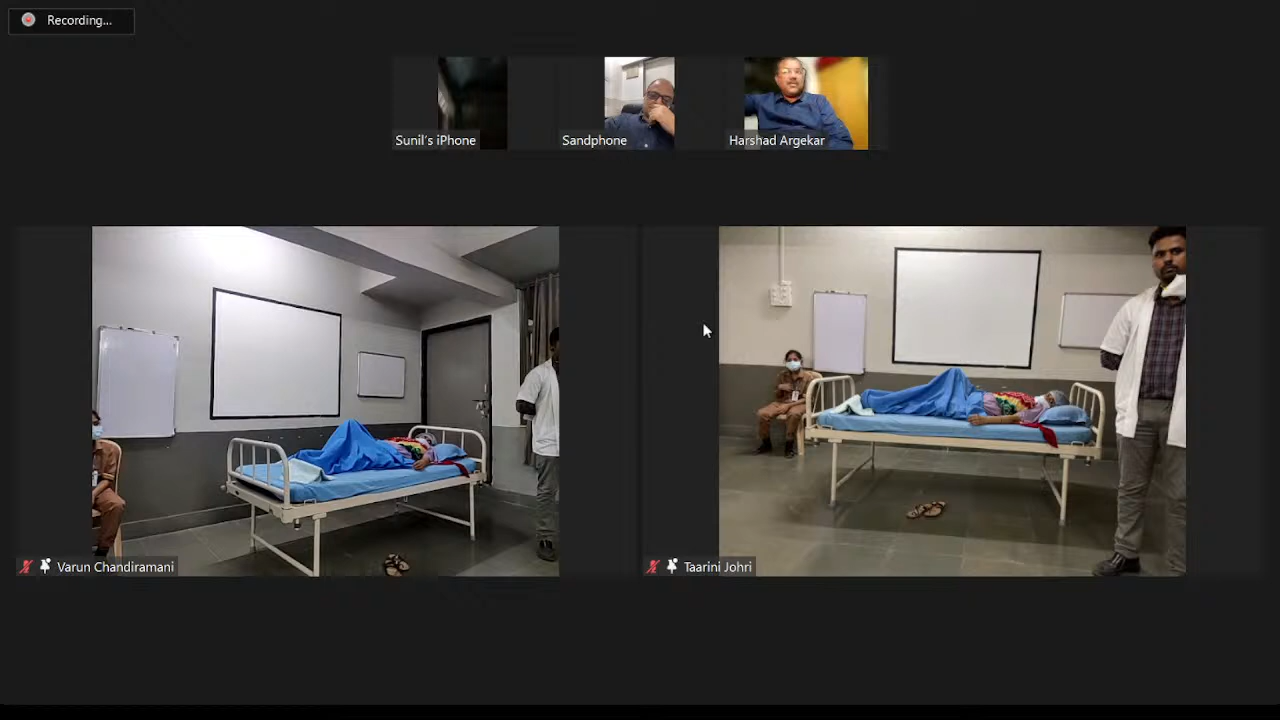 Recording...
Sunil's iPhone
Sandphone
Harshad Argekar
Varun Chandiramani
Taarini Johri